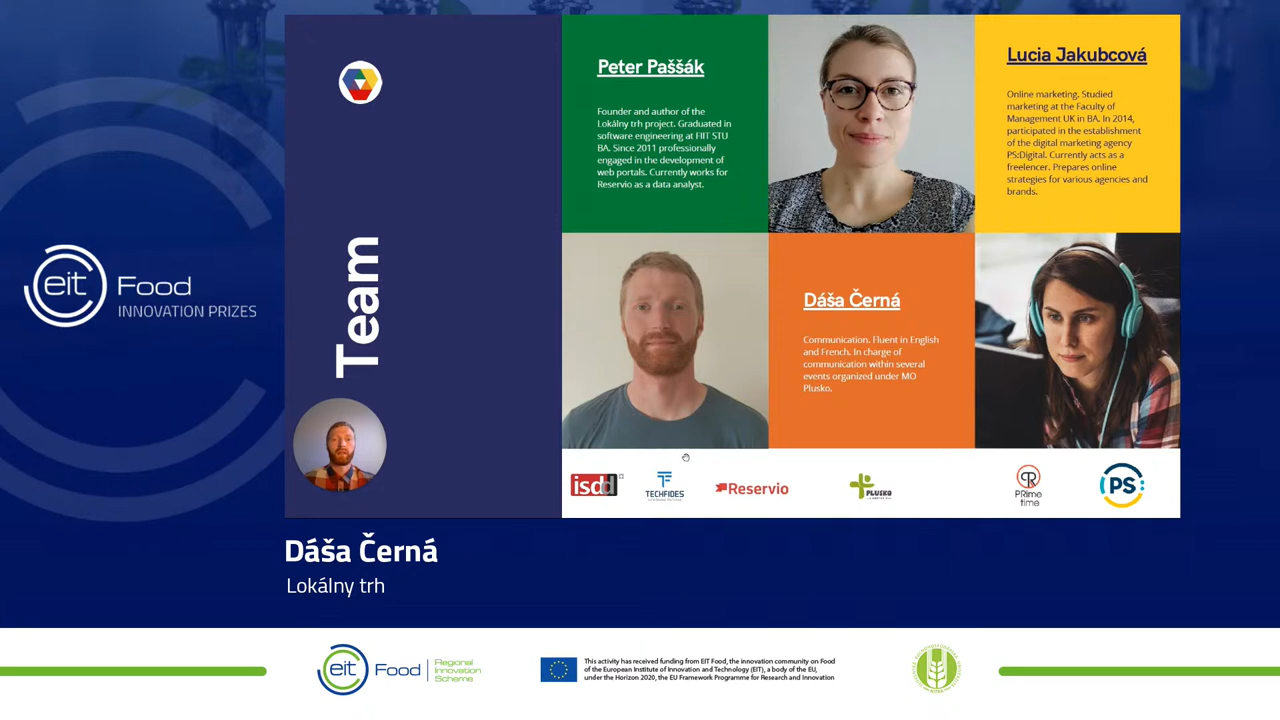 eit Food
INNOVATION PRIZES
Team
Peter Paššák
Founder and author of the
Lokálny trh project. Graduated in
software engineering at FIIT STU
BA. Since 2011 professionally
engaged in the development of
web portals. Currently works for
Reservio as a data analyst.
Lucia Jakubcová
Online marketing. Studied
marketing at the Faculty of
Management UK in BA. In 2014,
participated in the establishment
of the digital marketing agency
PS:Digital. Currently acts as a
freelencer. Prepares online
strategies for various agencies and
brands.
Dáša Černá
Communication. Fluent in English
and French. In charge of
communication within several
events organized under MO
Plusko.
isdd
TECHFIDES
Reservio
PLUSKO
PRime
time
PS
Dáša Černá
Lokálny trh
eit Food
Regional
Innovation
Scheme
This activity has received funding from EIT Food, the innovation community on Food
of the European Institute of Innovation and Technology (EIT), a body of the EU,
under the Horizon 2020, the EU Framework Programme for Research and Innovation